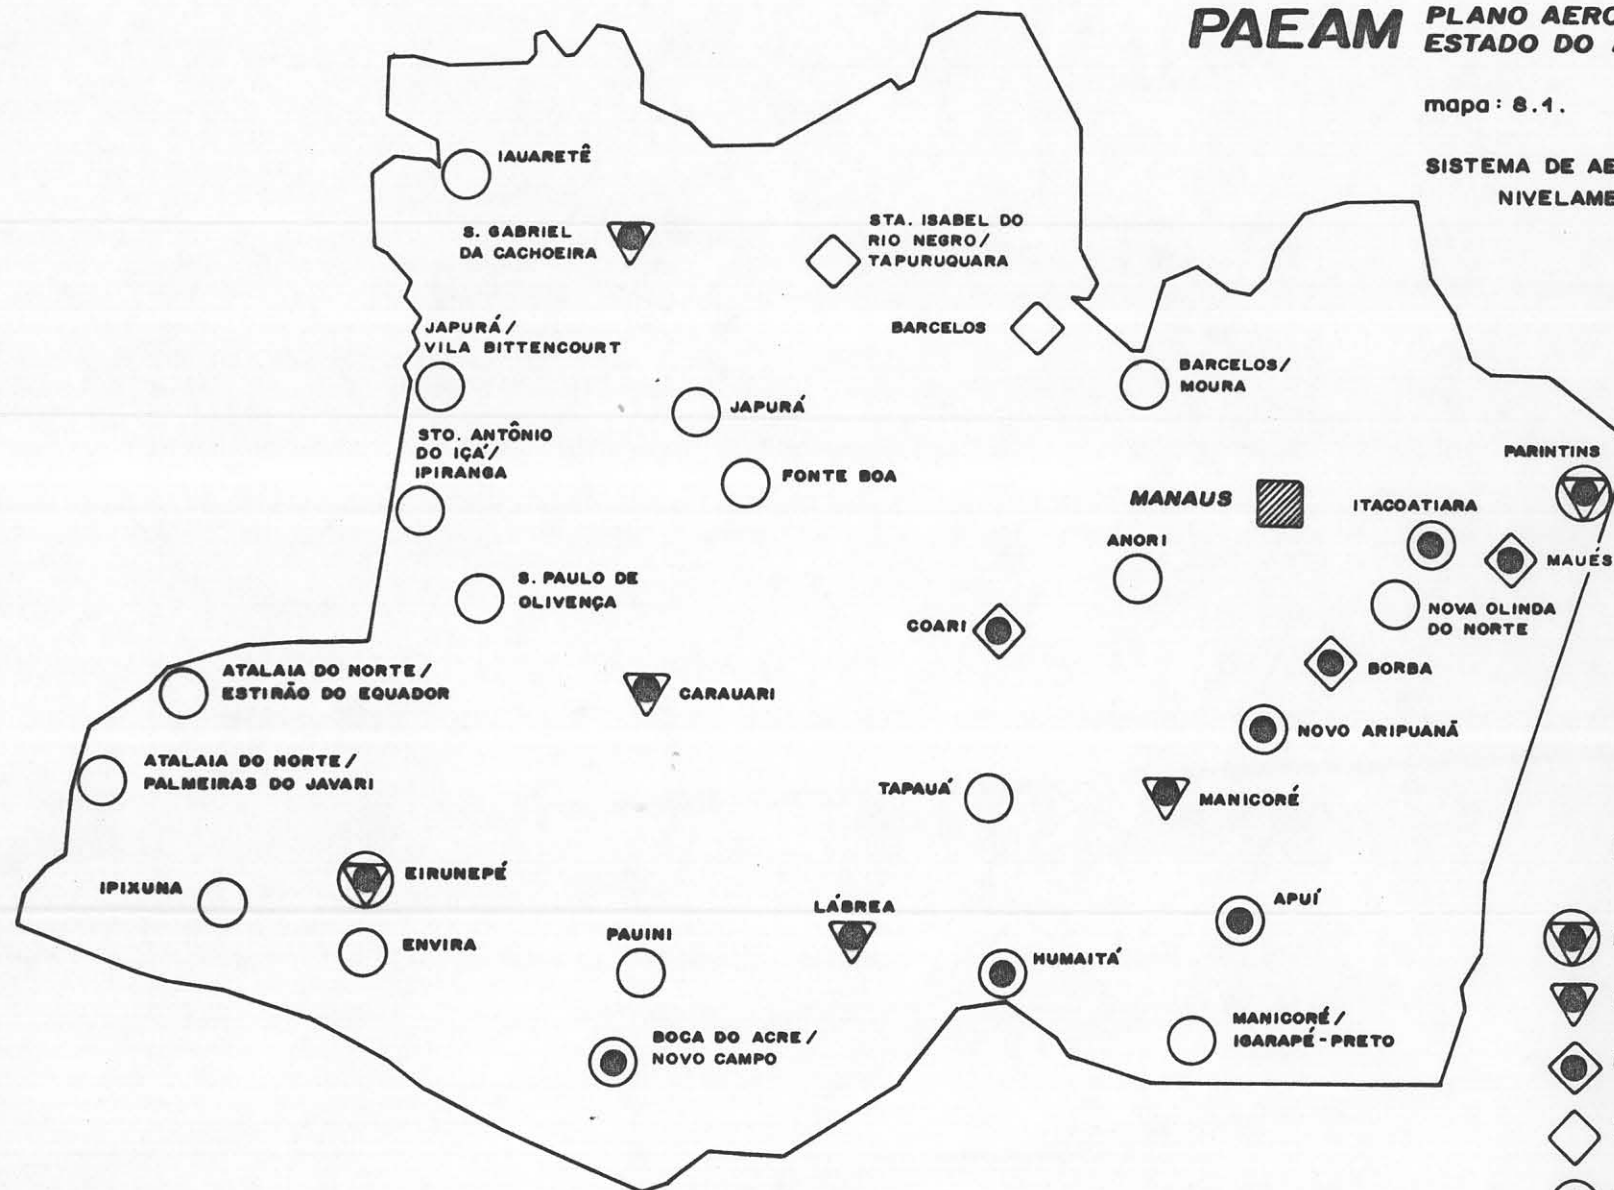 PAEAM
PLANO AERO
ESTADO DO
mapa: 8.1.
SISTEMA DE AE
NIVELAME
IAUARETÊ
S. GABRIEL
DA CACHOEIRA
STA. ISABEL DO
RIO NEGRO/
TAPURUQUARA
BARCELOS
JAPURÁ/
VILA BITTENCOURT
BARCELOS/
MOURA
JAPURÁ
STO. ANTÔNIO
DO IÇÁ/
IPIRANGA
FONTE BOA
PARINTINS
MANAUS
ITACOATIARA
ANORI
MAUÉS
S. PAULO DE
OLIVENÇA
NOVA OLINDA
DO NORTE
COARI
BORBA
ATALAIA DO NORTE/
ESTIRÃO DO EQUADOR
CARAUARI
NOVO ARIPUANÃ
ATALAIA DO NORTE/
PALMEIRAS DO JAVARI
TAPAUÁ
MANICORÉ
EIRUNEPÉ
IPIXUNA
LÁBREA
APUÍ
ENVIRA
PAUINI
HUMAITÁ
MANICORÉ/
IGARAPÉ-PRETO
BOCA DO ACRE/
NOVO CAMPO